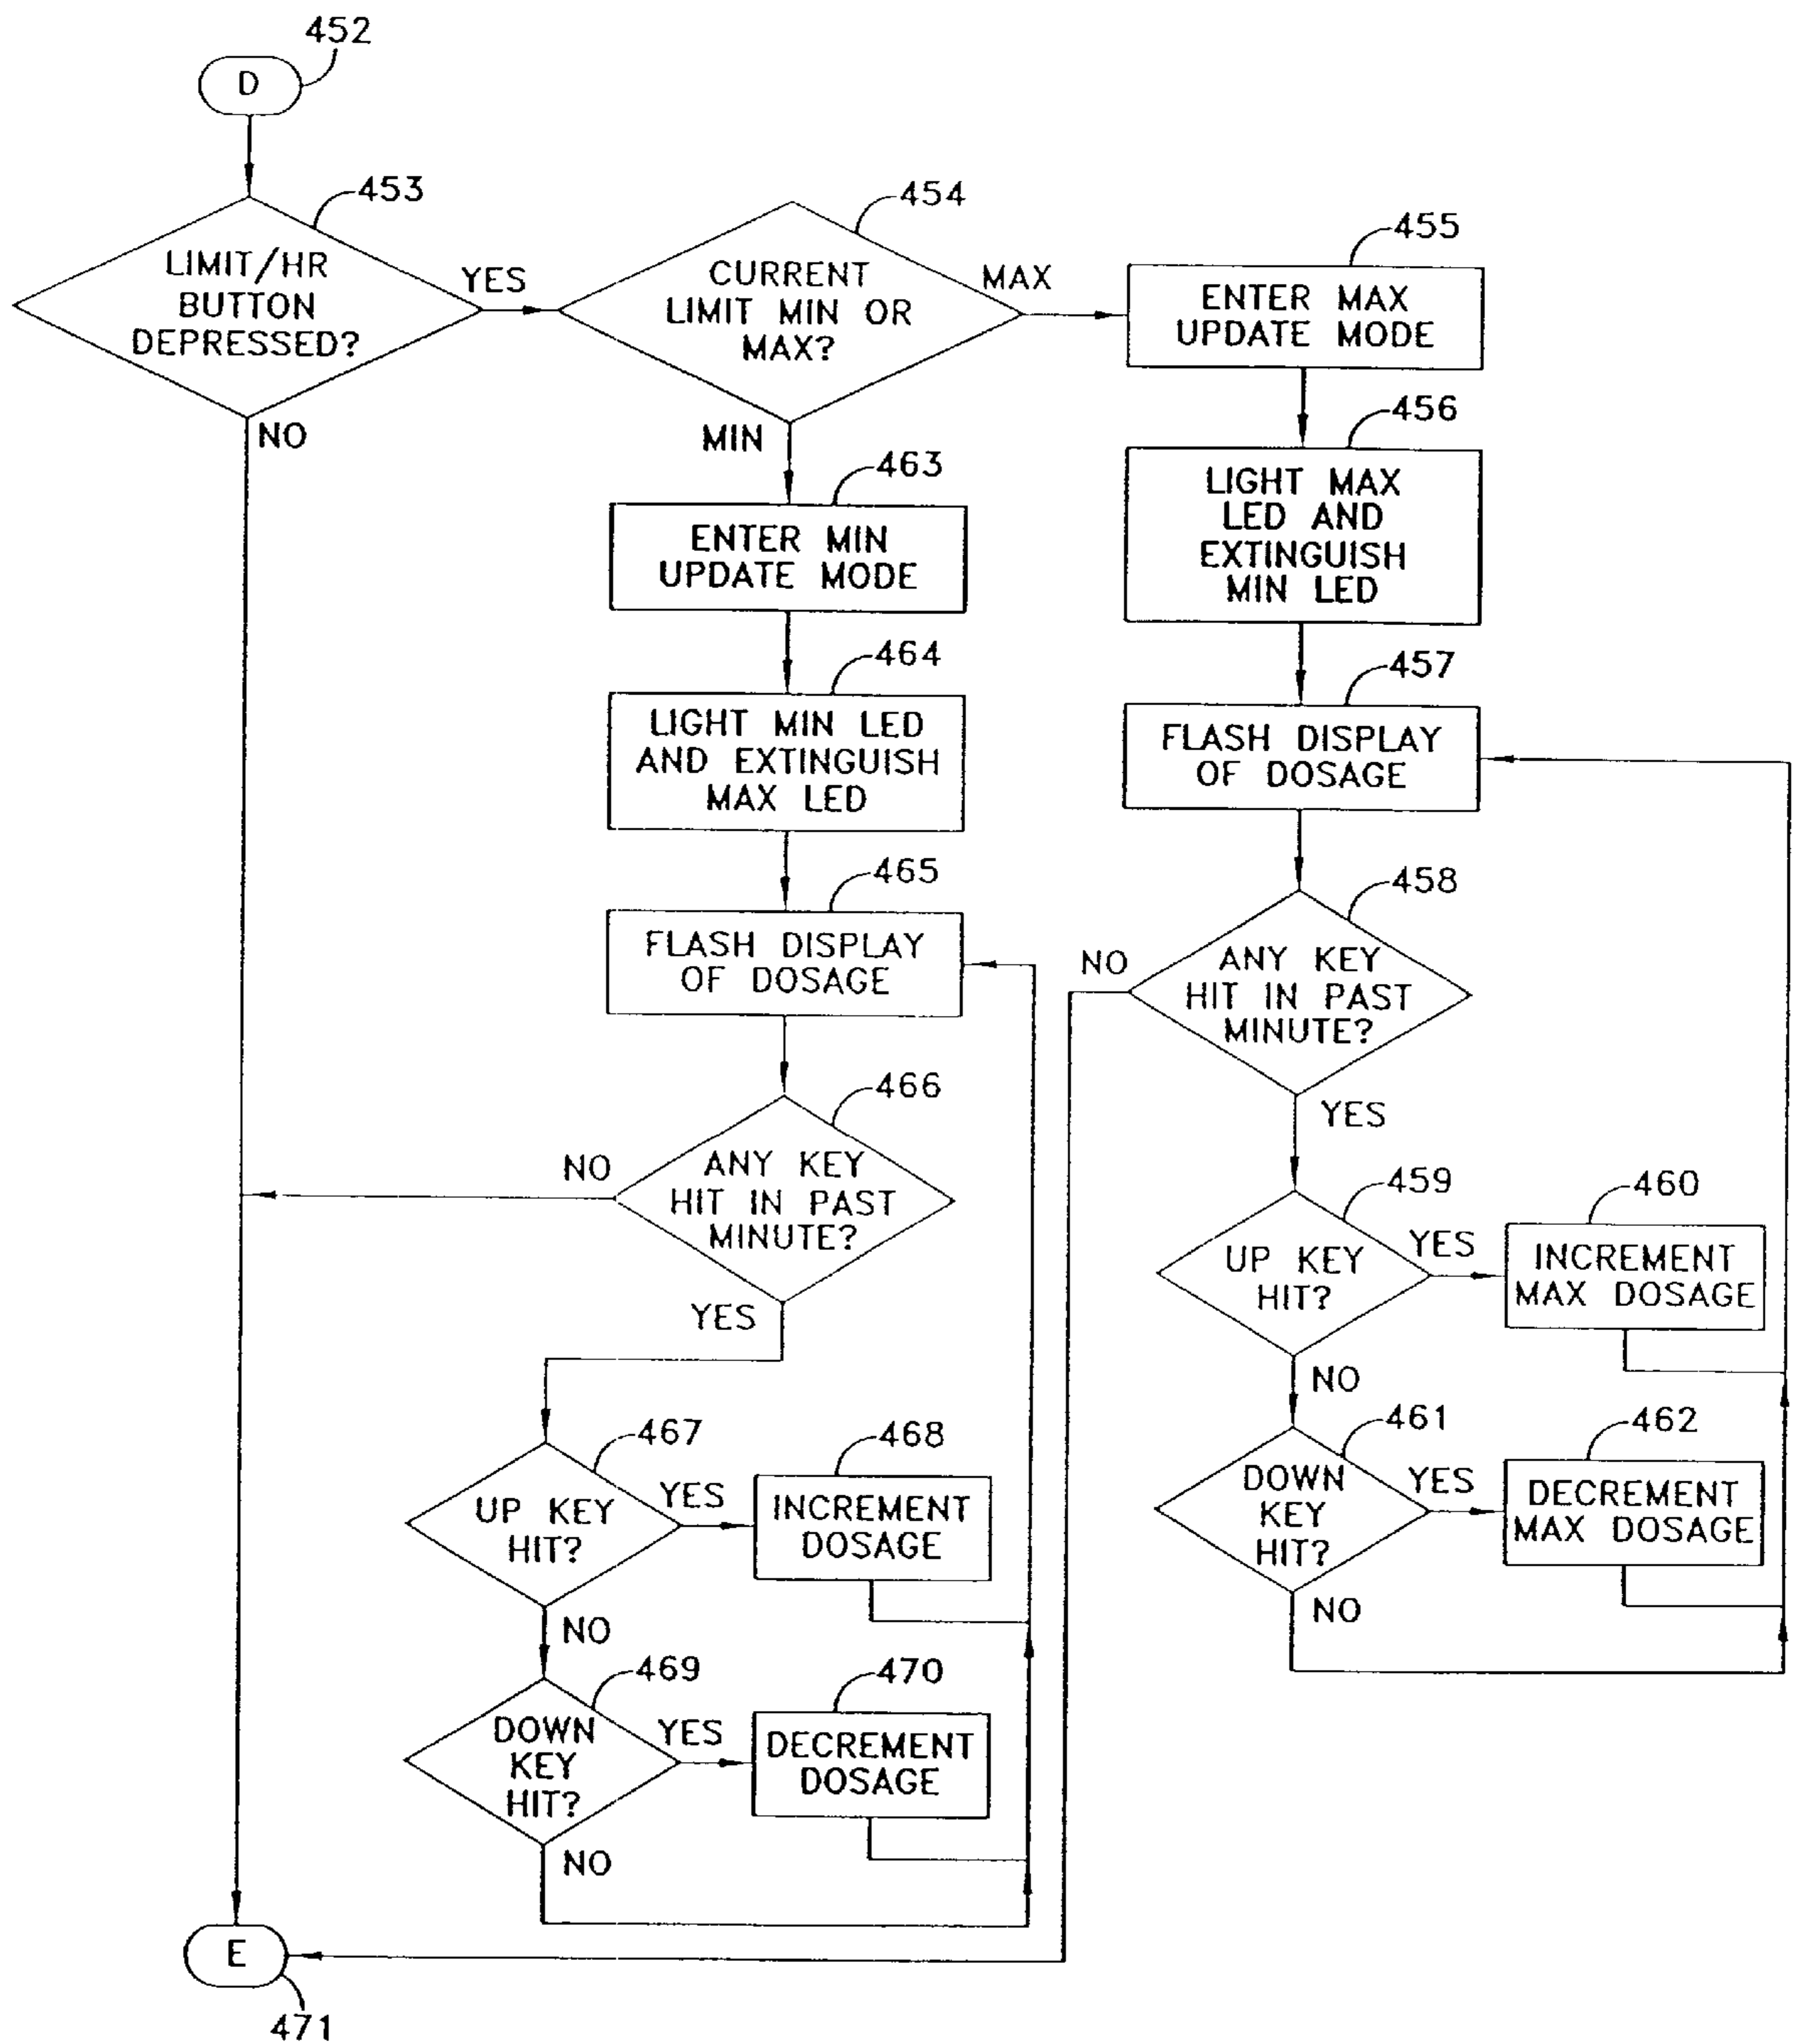 452
D
453
LIMIT/HR
BUTTON
DEPRESSED?
YES
NO
454
CURRENT
LIMIT MIN OR
MAX?
MAX
MIN
455
ENTER MAX
UPDATE MODE
456
LIGHT MAX
LED AND
EXTINGUISH
MIN LED
457
FLASH DISPLAY
OF DOSAGE
458
ANY KEY
HIT IN PAST
MINUTE?
NO
YES
459
UP KEY
HIT?
YES
NO
460
INCREMENT
MAX DOSAGE
461
DOWN
KEY
HIT?
YES
NO
462
DECREMENT
MAX DOSAGE
463
ENTER MIN
UPDATE MODE
464
LIGHT MIN LED
AND EXTINGUISH
MAX LED
465
FLASH DISPLAY
OF DOSAGE
466
ANY KEY
HIT IN PAST
MINUTE?
NO
YES
467
UP KEY
HIT?
YES
NO
468
INCREMENT
DOSAGE
469
DOWN
KEY
HIT?
YES
NO
470
DECREMENT
DOSAGE
E
471